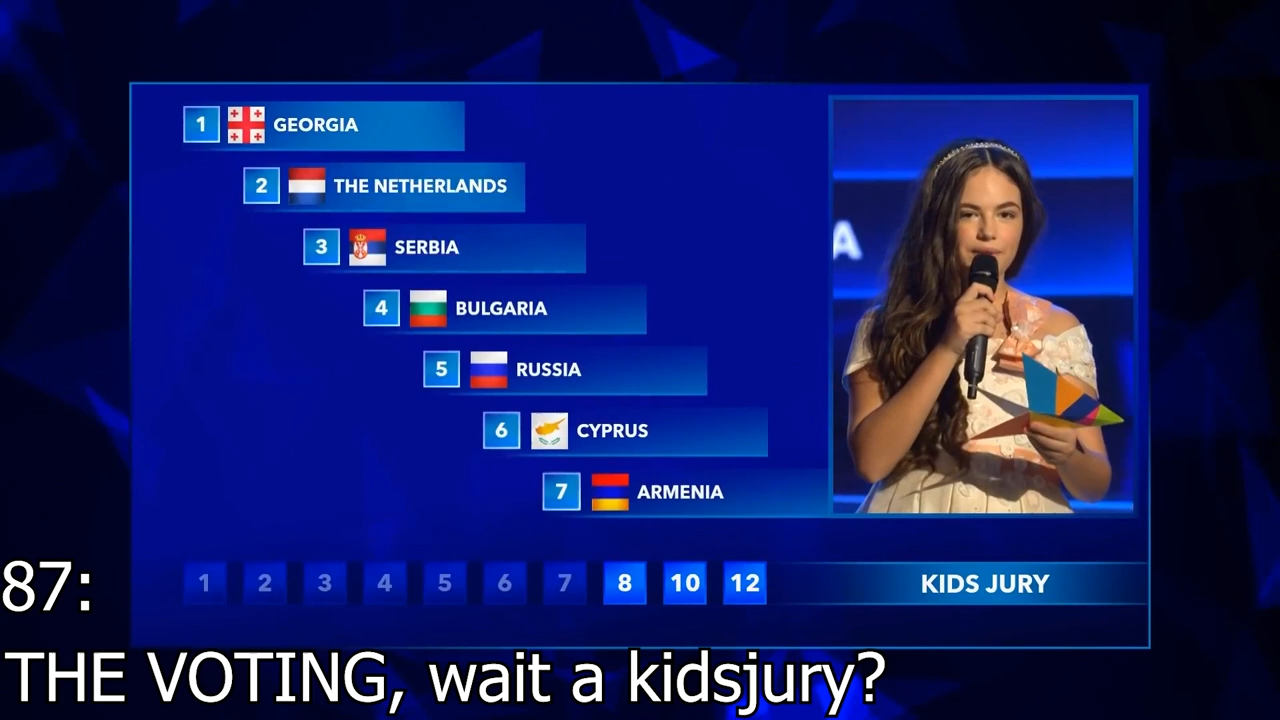 1 GEORGIA
2 THE NETHERLANDS
3 SERBIA
4 BULGARIA
5 RUSSIA
6 CYPRUS
7 ARMENIA
A
1 2 3 4 5 6 7 8 10 12 KIDS JURY
87:
THE VOTING, wait a kidsjury?